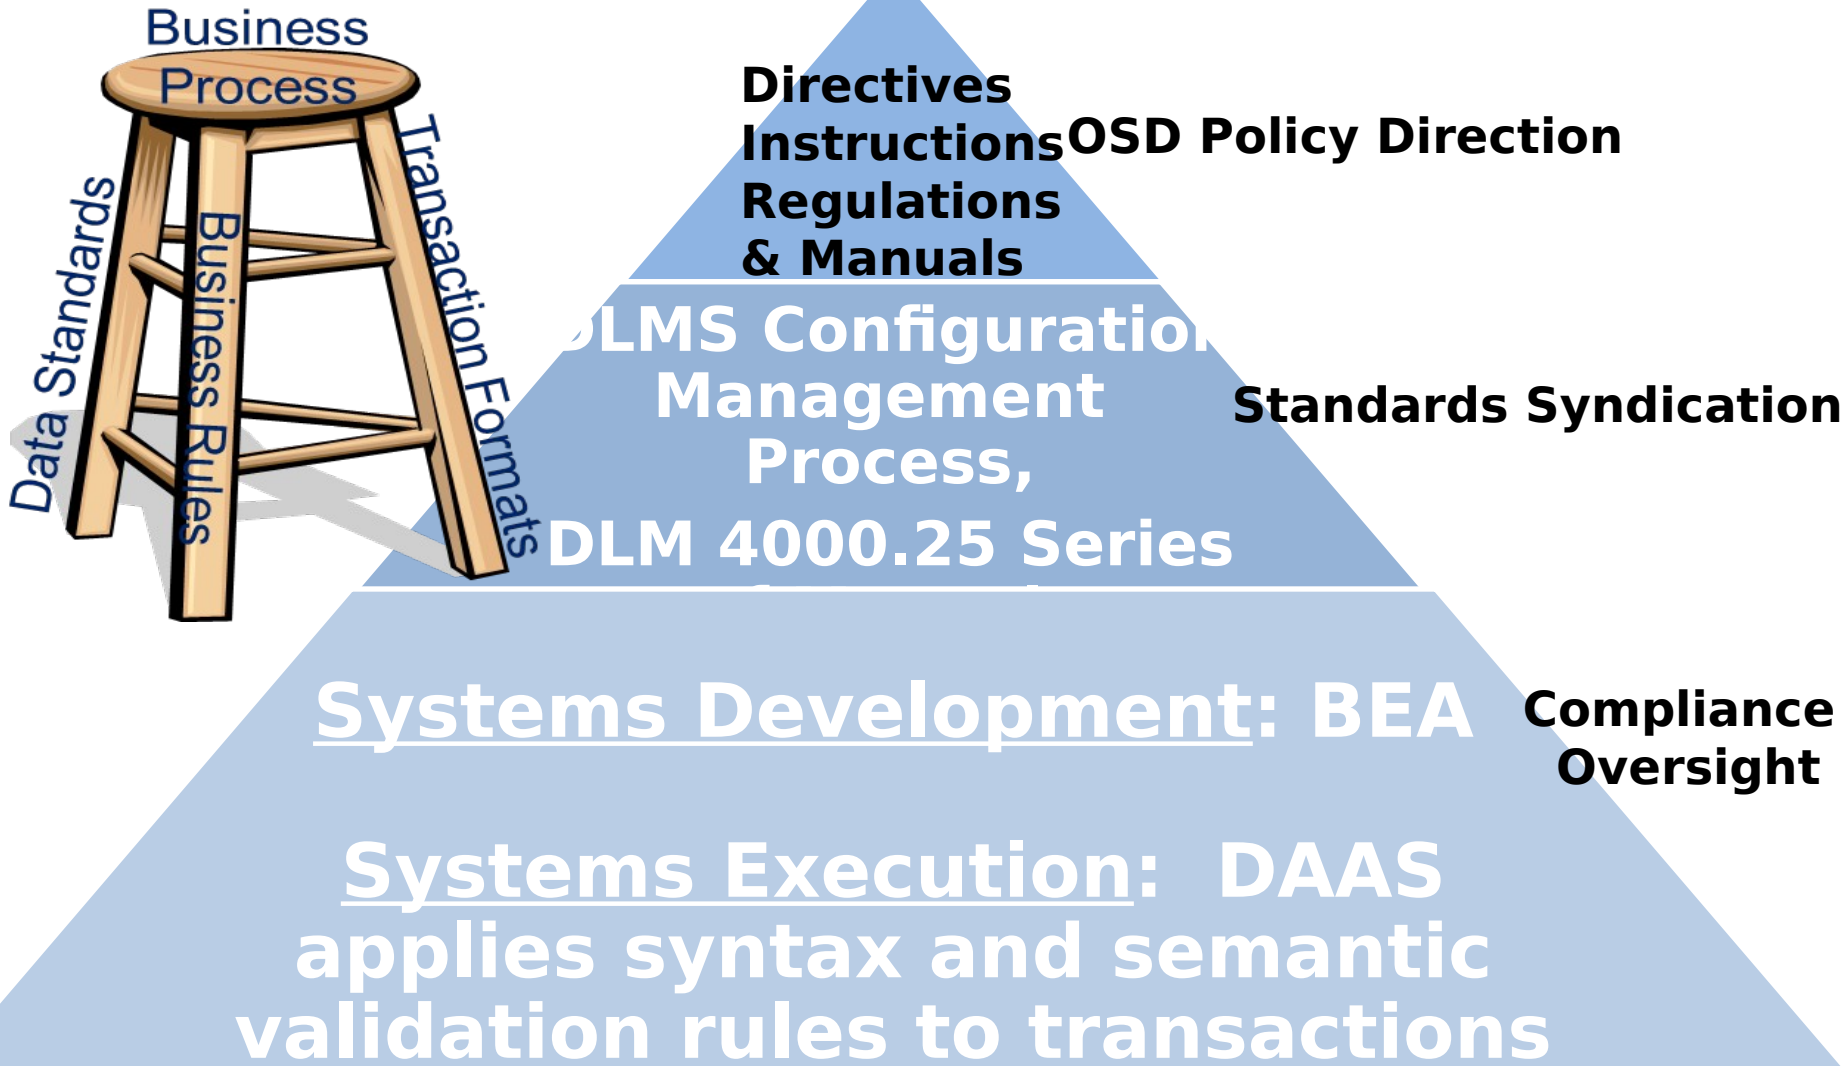 Business
Process
Data Standards
Business Rules
Transaction Formats
Directives
Instructions
Regulations
& Manuals
OSD Policy Direction
DLMS Configuration
Management
Process,
DLM 4000.25 Series
Standards Syndication
Systems Development: BEA
Compliance
Oversight
Systems Execution:  DAAS
applies syntax and semantic
validation rules to transactions